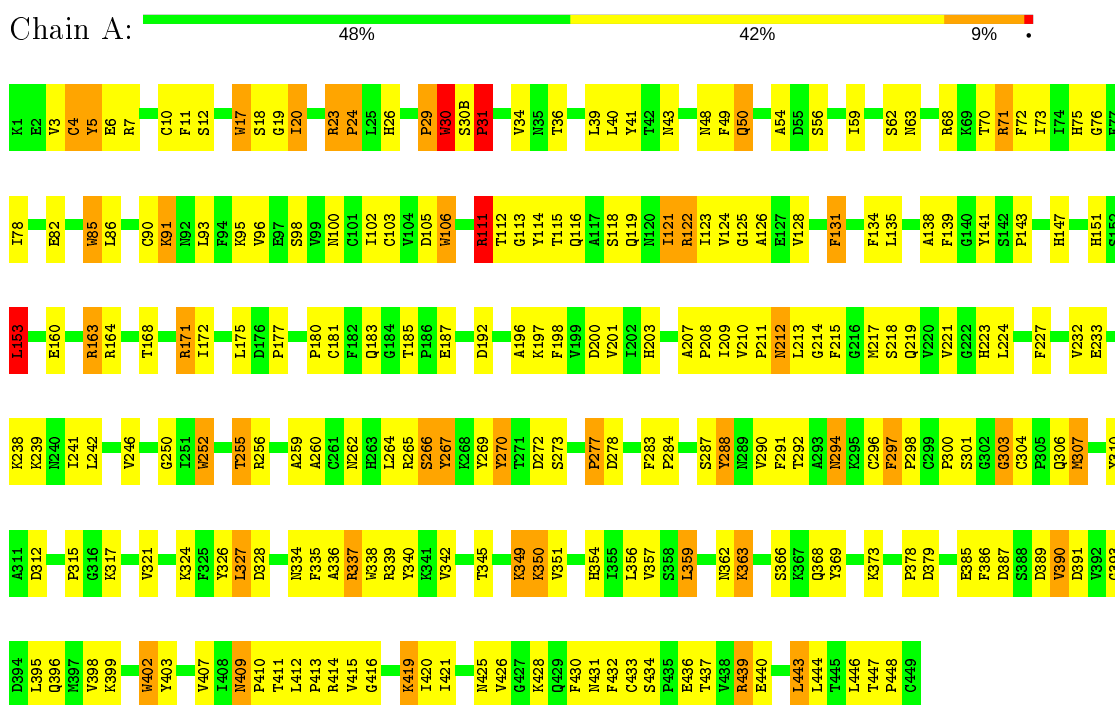 Chain A:
48% 42% 9% •
K1 E2 V3 C4 Y5 E6 R7 C10 F11 S12 W17 S18 G19 I20 R23 P24 L25 H26 P29 W30 S30B P31 V34 N35 T36 L39 L40 Y41 T42 N43 N48 F49 Q50 A54 D55 S56 I59 S62 N63 R68 K69 T70 R71 F72 I73 I74 H75 G76
I78 E82 W85 L86 C90 K91 N92 L93 F94 K95 V96 E97 S98 V99 N100 C101 I102 C103 V104 D105 W106 R111 T112 G113 Y114 T115 Q116 A117 S118 Q119 N120 I121 R122 I123 V124 G125 A126 E127 V128 F131 F134 L135 A138 F139 G140 Y141 S142 P143 H147 H151
L153 E160 R163 R164 T168 R171 I172 L175 D176 P177 P180 C181 F182 Q183 G184 T185 P186 E187 D192 A196 K197 F198 V199 D200 V201 I202 H203 A207 P208 I209 V210 P211 N212 L213 G214 F215 G216 M217 S218 Q219 V220 V221 G222 H223 L224 F227 V232 E233
K238 K239 N240 I241 L242 V246 G250 I251 W252 T255 R256 A259 A260 C261 N262 H263 L264 R265 S266 Y267 K268 Y269 Y270 T271 D272 S273 P277 D278 F283 P284 S287 Y288 N289 V290 F291 T292 A293 N294 K295 C296 F297 P298 C299 P300 S301 G302 G303 C304 P305 Q306 M307 Y310
A311 D312 P315 G316 K317 V321 K324 F325 Y326 L327 D328 N334 F335 A336 R337 W338 R339 Y340 K341 V342 T345 K349 K350 V351 H354 I355 L356 V357 S358 L359 N362 K363 S366 K367 Q368 Y369 K373 P378 D379 E385 F386 D387 S388 D389 V390 D391 V392
D394 L395 Q396 M397 V398 K399 W402 Y403 V407 I408 N409 P410 T411 L412 P413 R414 V415 G416 K419 I420 I421 N425 V426 G427 K428 Q429 F430 N431 F432 C433 S434 P435 E436 T437 V438 R439 E440 L443 L444 T445 L446 T447 P448 C449